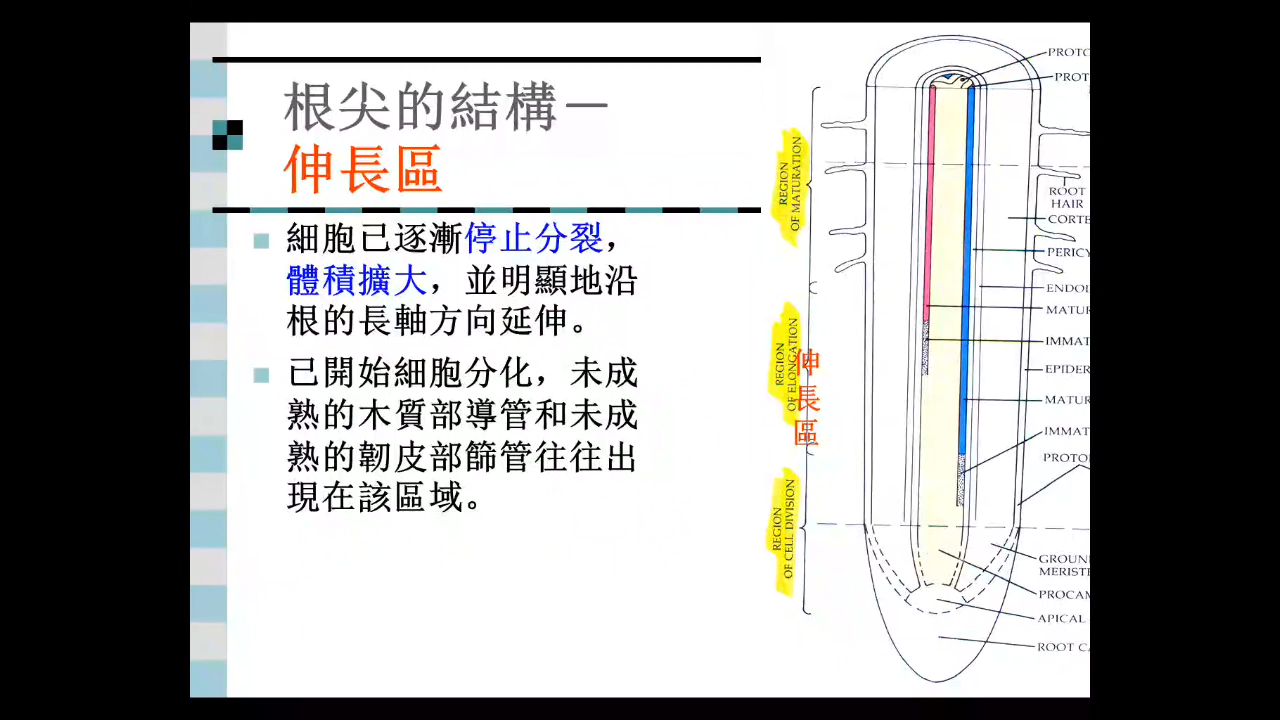 根尖的結構－
伸長區
細胞已逐漸停止分裂，
體積擴大，並明顯地沿
根的長軸方向延伸。
已開始細胞分化，未成
熟的木質部導管和未成
熟的韌皮部篩管往往出
現在該區域。
REGION
OF MATURATION
REGION
OF ELONGATION
伸長區
REGION
OF CELL DIVISION
PROTO
PROT
ROOT
HAIR
CORTE
PERICY
ENDO
MATUR
IMMAT
EPIDER
MATUR
IMMAT
PROTO
GROUN
MERISTE
PROCAM
APICAL
ROOT CA